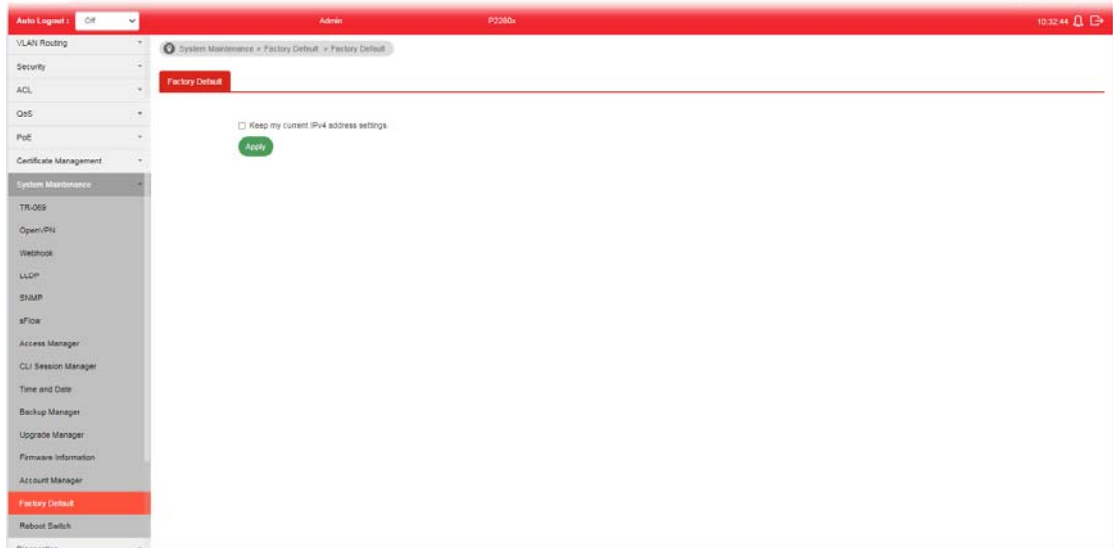 Auto Logout : Off Admin P2280x 10:32:44
VLAN Routing
Security
ACL
QoS
PoE
Certificate Management
System Maintenance
TR-069
OpenVPN
Webhook
LLDP
SNMP
sFlow
Access Manager
CLI Session Manager
Time and Date
Backup Manager
Upgrade Manager
Firmware Information
Account Manager
Factory Default
Reboot Switch
Diagnostics
System Maintenance > Factory Default > Factory Default
Factory Default
Keep my current IPv4 address settings.
Apply